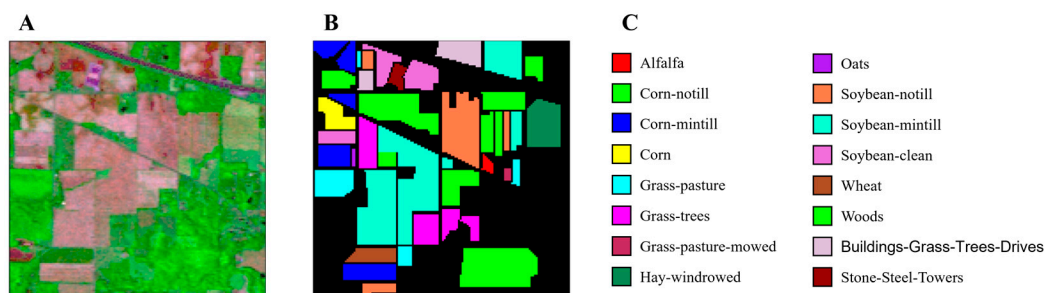 A
B
C
Alfalfa
Oats
Corn-notill
Soybean-notill
Corn-mintill
Soybean-mintill
Corn
Soybean-clean
Grass-pasture
Wheat
Grass-trees
Woods
Grass-pasture-mowed
Buildings-Grass-Trees-Drives
Hay-windrowed
Stone-Steel-Towers